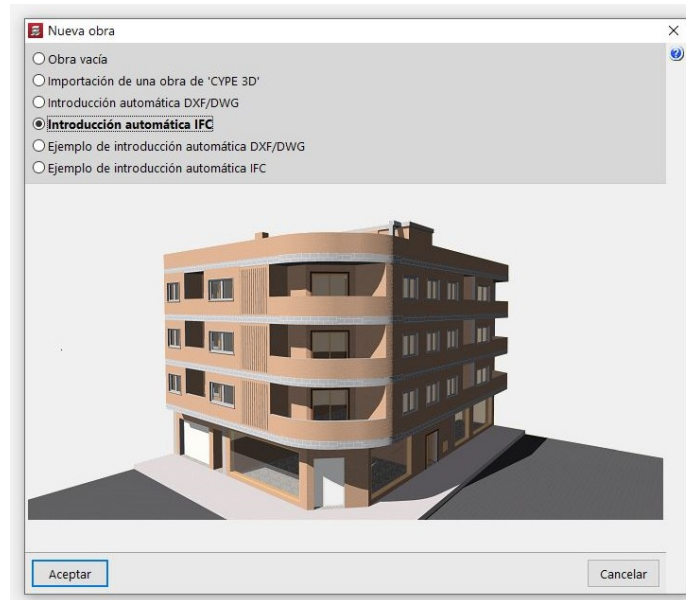 Nueva obra
Obra vacía
Importación de una obra de 'CYPE 3D'
Introducción automática DXF/DWG
Introducción automática IFC
Ejemplo de introducción automática DXF/DWG
Ejemplo de introducción automática IFC
Aceptar
Cancelar